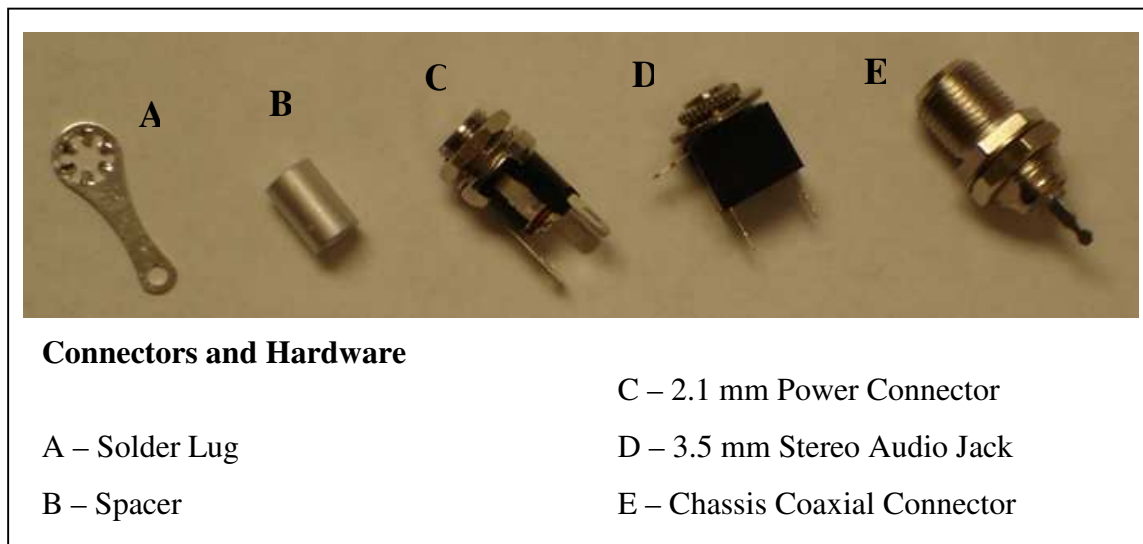 A
B
C
D
E
Connectors and Hardware
A – Solder Lug
B – Spacer
C – 2.1 mm Power Connector
D – 3.5 mm Stereo Audio Jack
E – Chassis Coaxial Connector